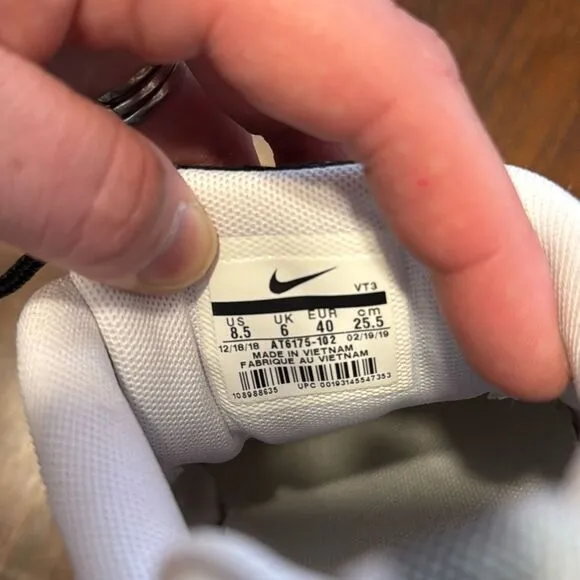 VT3
US UK EUR cm
8.5 6 40 25.5
12/18/18 AT6175-102 02/19/19
MADE IN VIETNAM
FABRIQUE AU VIETNAM
108988635 UPC 00193145547353